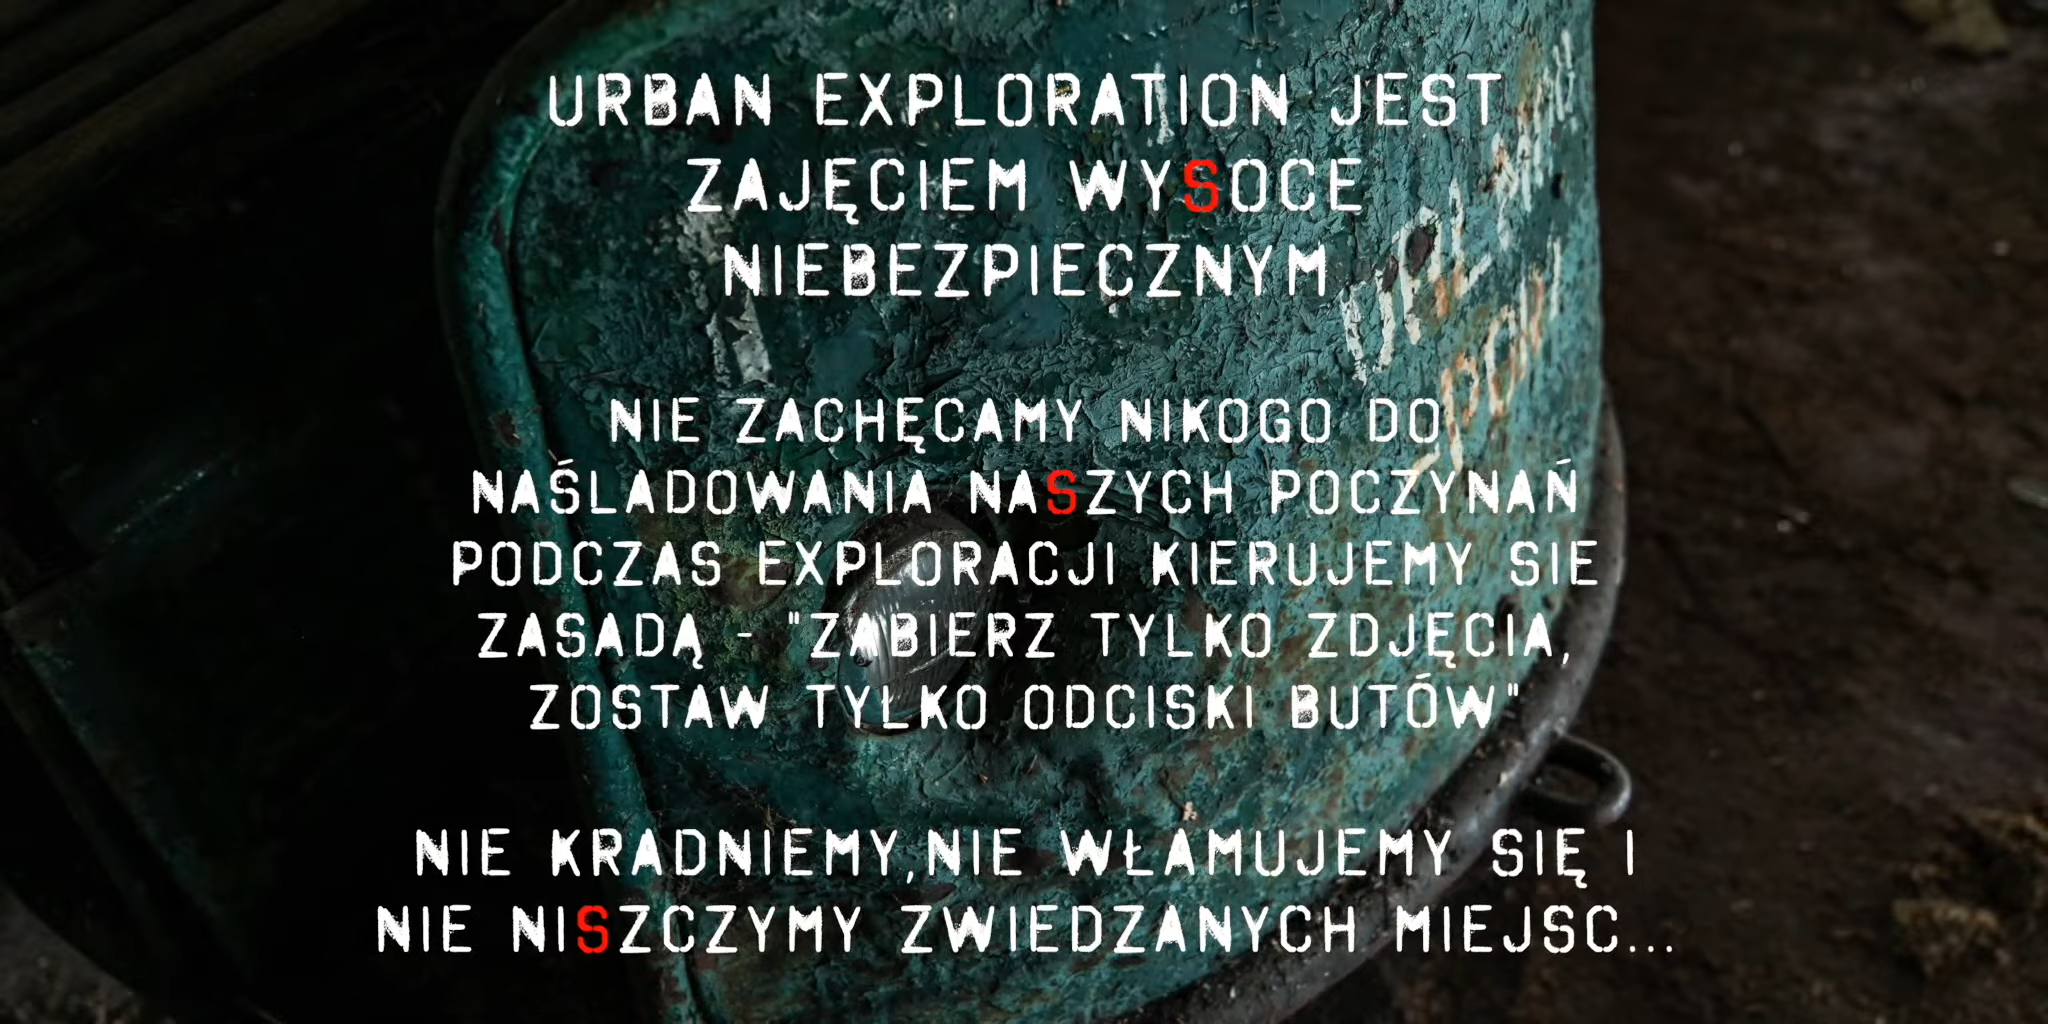 URBAN EXPLORATION JEST
ZAJĘCIEM WYSOCE
NIEBEZPIECZNYM
NIE ZACHĘCAMY NIKOGO DO
NAŚLADOWANIA NASZYCH POCZYNAŃ
PODCZAS EXPLORACJI KIERUJEMY SIE
ZASADĄ - "ZABIERZ TYLKO ZDJĘCIA,
ZOSTAW TYLKO ODCISKI BUTÓW"
NIE KRADNIEMY,NIE WŁAMUJEMY SIĘ I
NIE NISZCZYMY ZWIEDZANYCH MIEJSC...